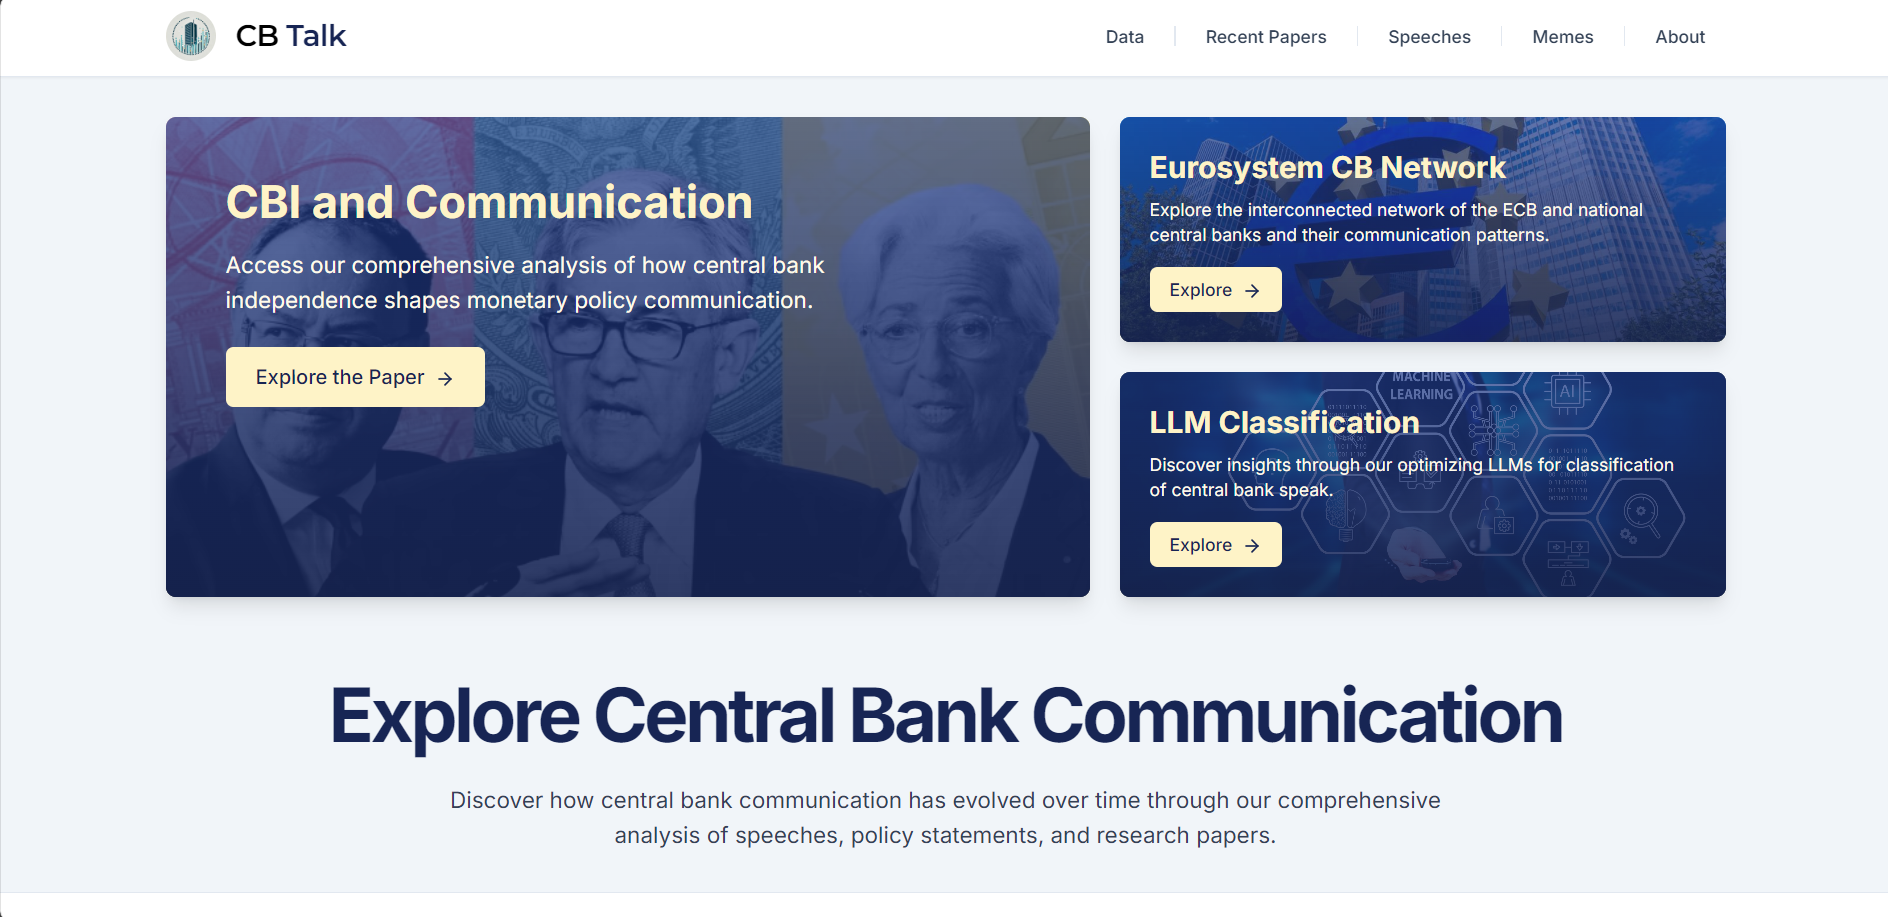 CB Talk
Data
Recent Papers
Speeches
Memes
About
CBI and Communication
Access our comprehensive analysis of how central bank
independence shapes monetary policy communication.
Explore the Paper →
Eurosystem CB Network
Explore the interconnected network of the ECB and national
central banks and their communication patterns.
Explore →
MACHINE
LEARNING
AI
LLM Classification
Discover insights through our optimizing LLMs for classification
of central bank speak.
Explore →
Explore Central Bank Communication
Discover how central bank communication has evolved over time through our comprehensive
analysis of speeches, policy statements, and research papers.